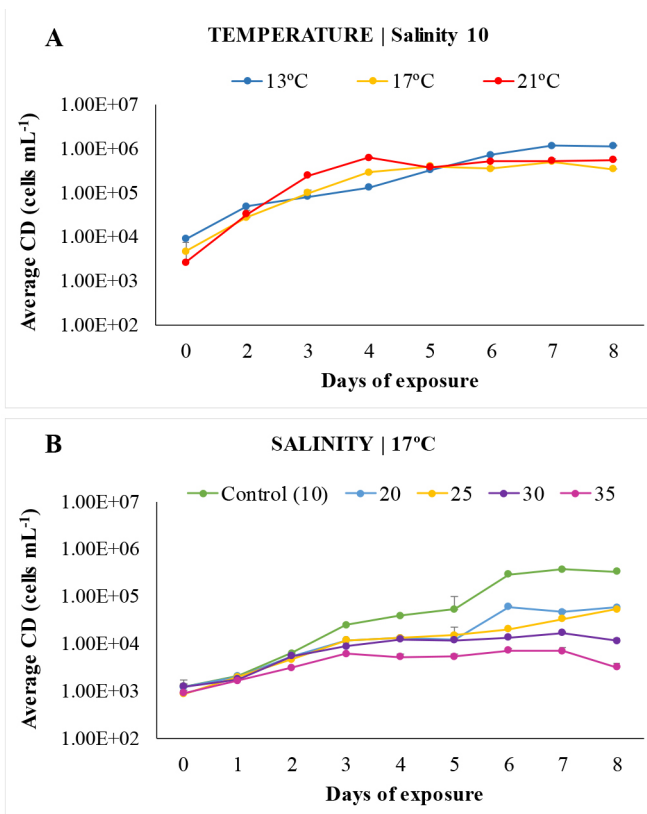 A
TEMPERATURE | Salinity 10
13ºC 17ºC 21ºC
1.00E+07
1.00E+06
1.00E+05
1.00E+04
1.00E+03
1.00E+02
Average CD (cells mL⁻¹)
0 2 3 4 5 6 7 8
Days of exposure
B
SALINITY | 17ºC
Control (10) 20 25 30 35
1.00E+07
1.00E+06
1.00E+05
1.00E+04
1.00E+03
1.00E+02
Average CD (cells mL⁻¹)
0 1 2 3 4 5 6 7 8
Days of exposure